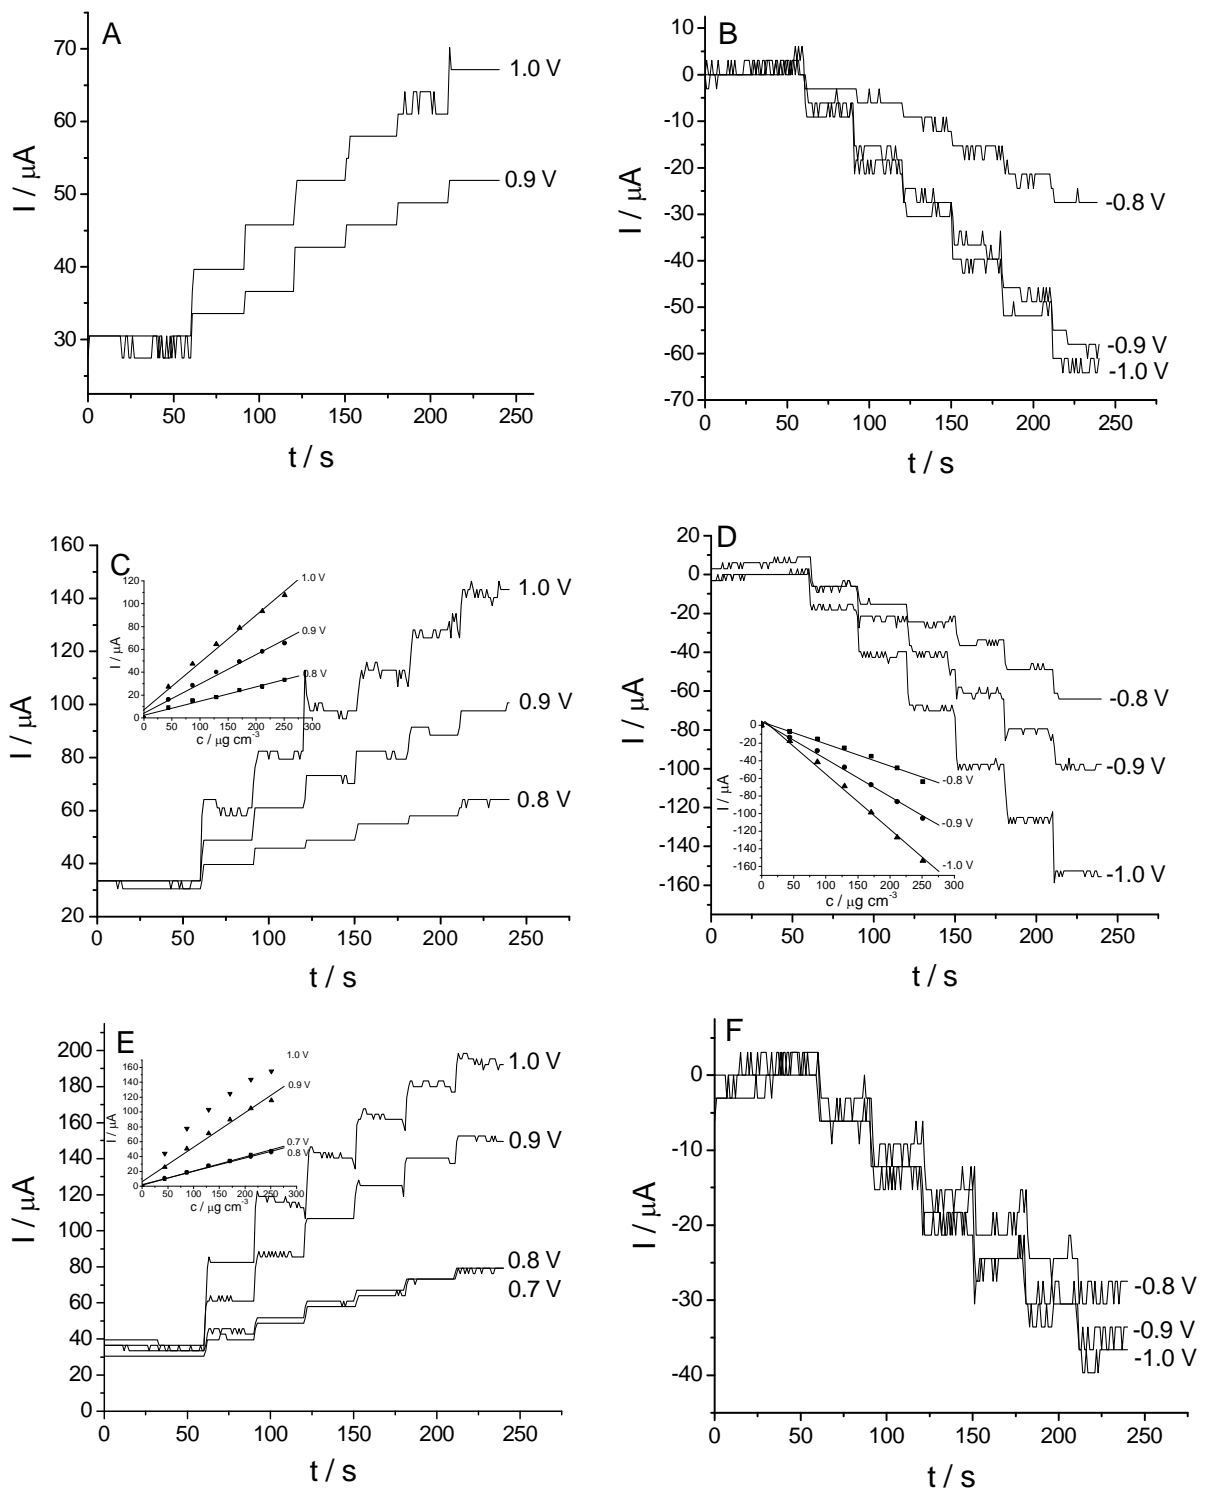 A
70
60
50
40
30
I / µA
1.0 V
0.9 V
0 50 100 150 200 250
t / s
B
10
0
-10
-20
-30
-40
-50
-60
-70
I / µA
-0.8 V
-0.9 V
-1.0 V
0 50 100 150 200 250
t / s
C
160
140
120
100
80
60
40
20
I / µA
1.0 V
0.9 V
0.8 V
0 50 100 150 200 250
t / s
120
100
80
60
40
20
0
I / µA
1.0 V
0.9 V
0.8 V
0 50 100 150 200 250 300
c / µg cm⁻³
D
20
0
-20
-40
-60
-80
-100
-120
-140
-160
I / µA
-0.8 V
-0.9 V
-1.0 V
0 50 100 150 200 250
t / s
0
-20
-40
-60
-80
-100
-120
-140
-160
I / µA
-0.8 V
-0.9 V
-1.0 V
0 50 100 150 200 250 300
c / µg cm⁻³
E
200
180
160
140
120
100
80
60
40
20
0
I / µA
1.0 V
0.9 V
0.8 V
0.7 V
0 50 100 150 200 250
t / s
160
140
120
100
80
60
40
20
0
I / µA
1.0 V
0.9 V
0.7 V
0.8 V
0 50 100 150 200 250 300
c / µg cm⁻³
F
0
-10
-20
-30
-40
I / µA
-0.8 V
-0.9 V
-1.0 V
0 50 100 150 200 250
t / s